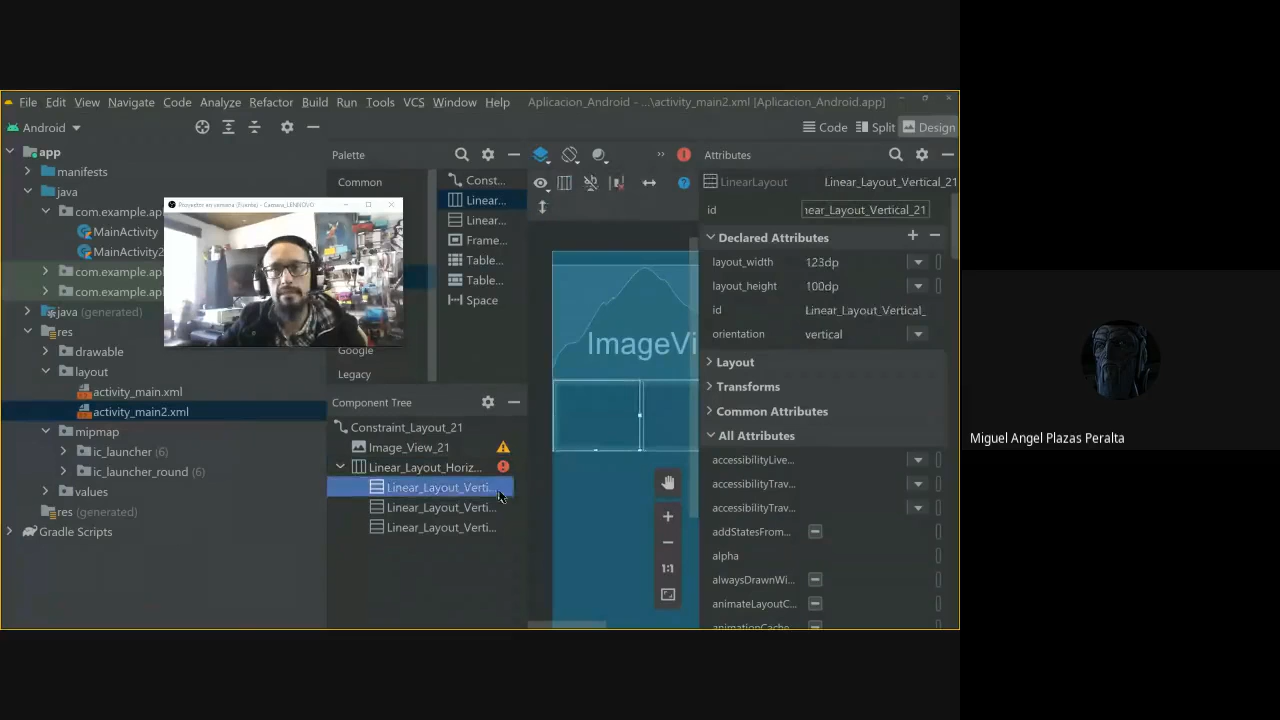 File Edit View Navigate Code Analyze Refactor Build Run Tools VCS Window Help Aplicacion_Android - ...\activity_main2.xml [Aplicacion_Android.app]
Android
Code Split Design
app
manifests
java
com.example.ap
MainActivity
MainActivity2
com.example.apl
com.example.apl
java (generated)
res
drawable
layout
activity_main.xml
activity_main2.xml
mipmap
ic_launcher (6)
ic_launcher_round (6)
values
res (generated)
Gradle Scripts
Palette
Common
Google
Legacy
Const...
Linear...
Linear...
Frame...
Table...
Table...
Space
Component Tree
Constraint_Layout_21
Image_View_21
Linear_Layout_Horiz...
Linear_Layout_Verti...
Linear_Layout_Verti...
Linear_Layout_Verti...
ImageVi
1:1
Attributes
LinearLayout Linear_Layout_Vertical_21
id near_Layout_Vertical_21
Declared Attributes
layout_width 123dp
layout_height 100dp
id Linear_Layout_Vertical_
orientation vertical
Layout
Transforms
Common Attributes
All Attributes
accessibilityLive...
accessibilityTrav...
accessibilityTrav...
addStatesFrom...
alpha
alwaysDrawnWi...
animateLayoutC...
animationCache
Miguel Angel Plazas Peralta